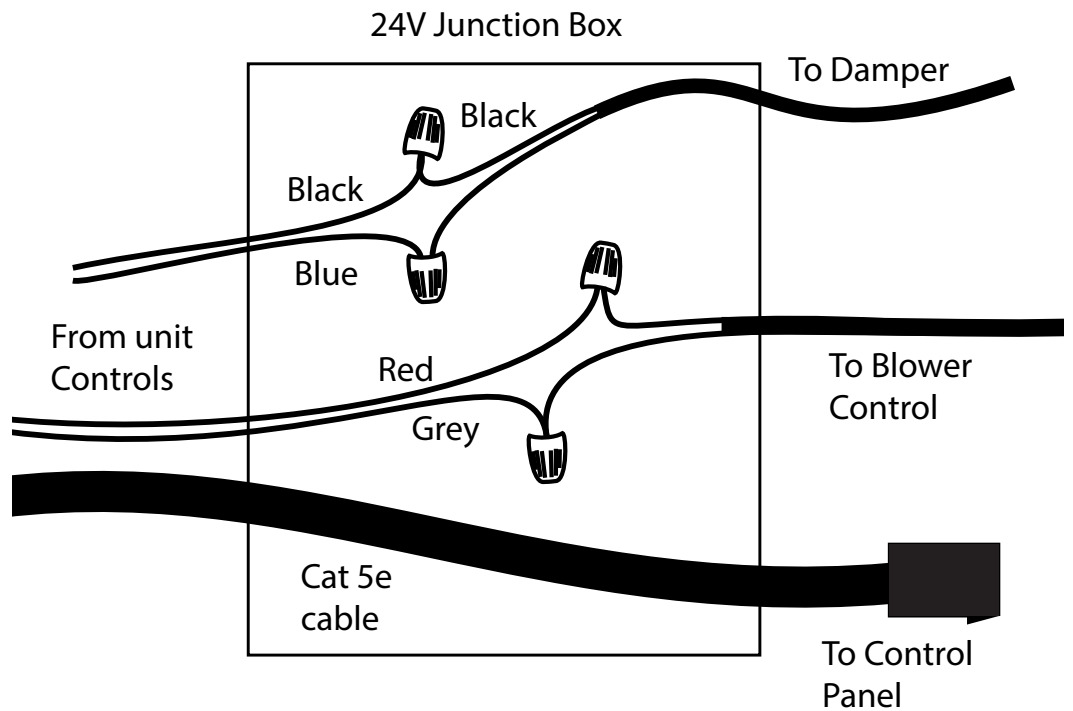 24V Junction Box
To Damper
Black
Black
Blue
From unit
Controls
Red
To Blower
Control
Grey
Cat 5e
cable
To Control
Panel